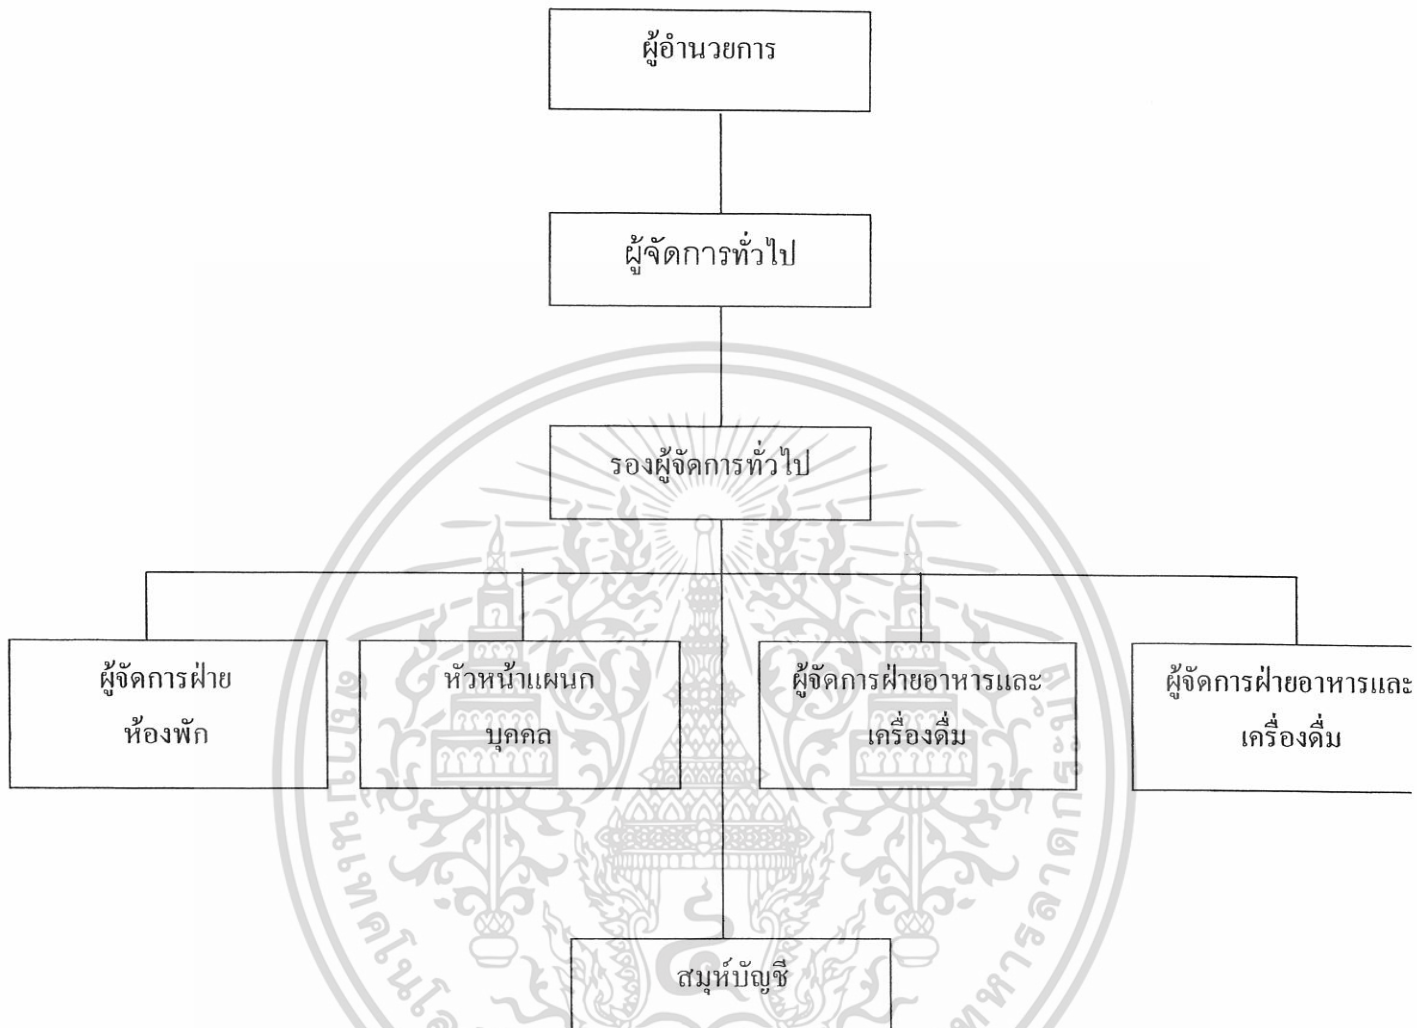 ผู้อำนวยการ
ผู้จัดการทั่วไป
รองผู้จัดการทั่วไป
ผู้จัดการฝ่าย
ห้องพัก
หัวหน้าแผนก
บุคคล
ผู้จัดการฝ่ายอาหารและ
เครื่องดื่ม
ผู้จัดการฝ่ายอาหารและ
เครื่องดื่ม
สมุห์บัญชี